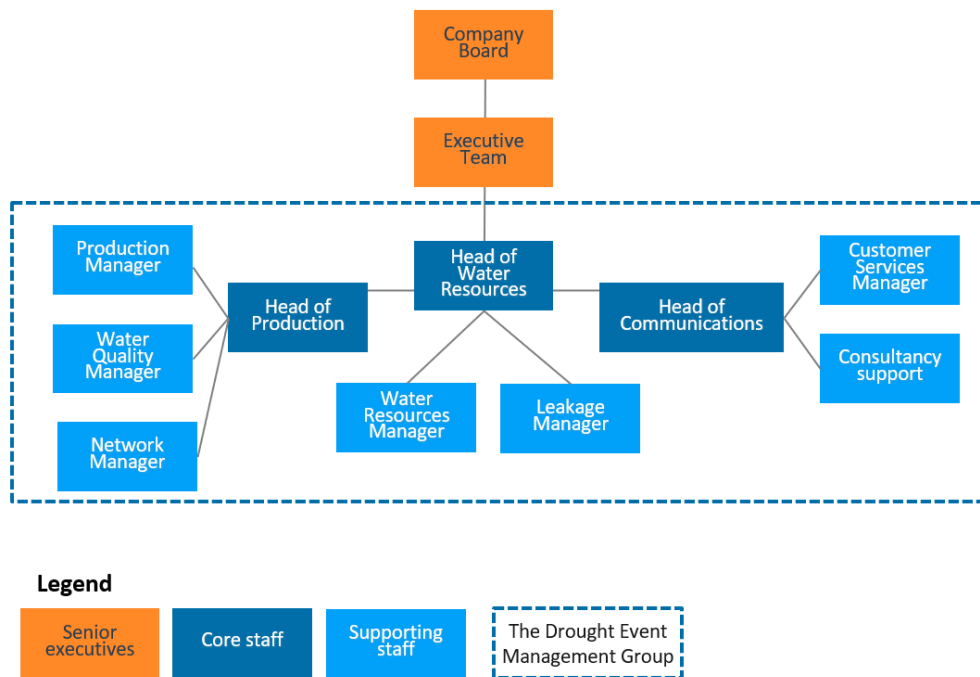 Company
Board
Executive
Team
Production
Manager
Head of
Water
Resources
Customer
Services
Manager
Head of
Production
Head of
Communications
Water
Quality
Manager
Consultancy
support
Water
Resources
Manager
Leakage
Manager
Network
Manager
Legend
Senior
executives
Core staff
Supporting
staff
The Drought Event
Management Group